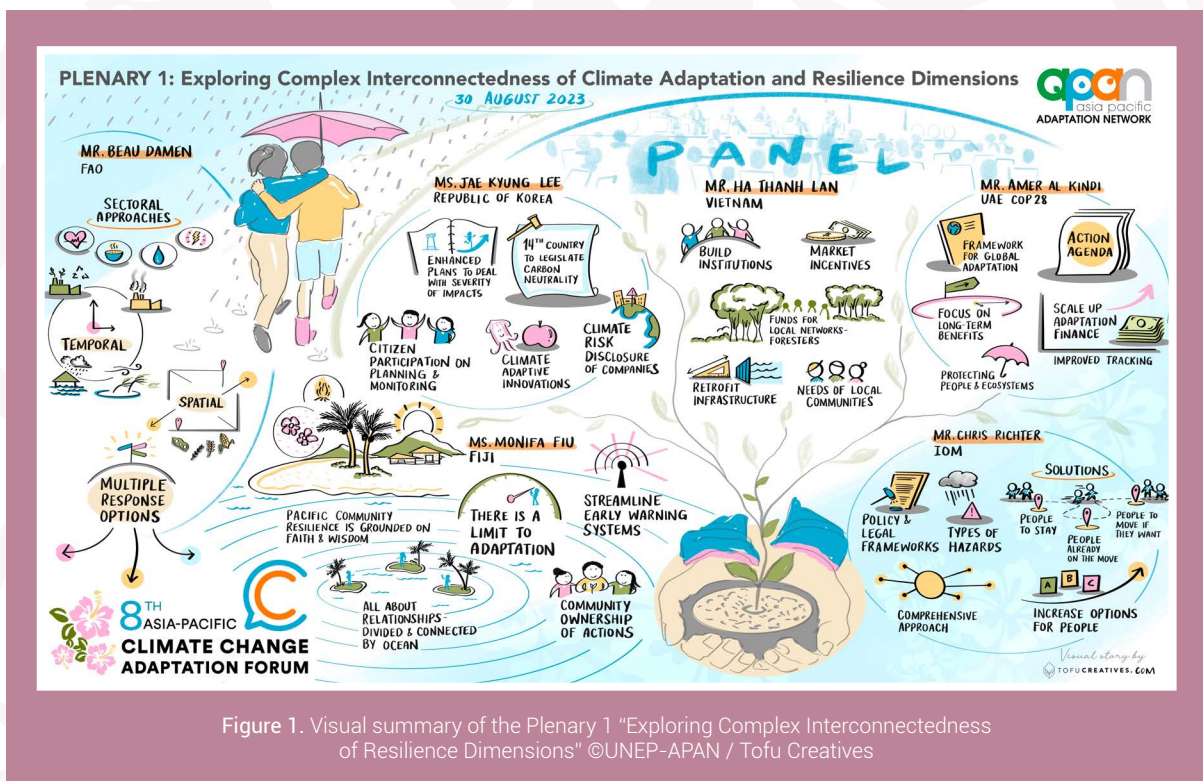 PLENARY 1: Exploring Complex Interconnectedness of Climate Adaptation and Resilience Dimensions
30 AUGUST 2023
apan
asia pacific
ADAPTATION NETWORK
MR. BEAU DAMEN
FAO
SECTORAL
APPROACHES
TEMPORAL
SPATIAL
MULTIPLE
RESPONSE
OPTIONS
PANEL
MS. JAE KYUNG LEE
REPUBLIC OF KOREA
ENHANCED
PLANS TO DEAL
WITH SEVERITY
OF IMPACTS
14TH COUNTRY
TO LEGISLATE
CARBON
NEUTRALITY
CITIZEN
PARTICIPATION ON
PLANNING &
MONITORING
CLIMATE
ADAPTIVE
INNOVATIONS
CLIMATE
RISK
DISCLOSURE
OF COMPANIES
MR. HA THANH LAN
VIETNAM
BUILD
INSTITUTIONS
MARKET
INCENTIVES
FUNDS FOR
LOCAL NETWORKS-
FORESTERS
RETROFIT
INFRASTRUCTURE
NEEDS OF LOCAL
COMMUNITIES
MR. AMER AL KINDI
UAE COP28
FRAMEWORK
FOR GLOBAL
ADAPTATION
ACTION
AGENDA
FOCUS ON
LONG-TERM
BENEFITS
SCALE UP
ADAPTATION
FINANCE
IMPROVED TRACKING
PROTECTING
PEOPLE & ECOSYSTEMS
MS. MONIFA FIU
FIJI
PACIFIC COMMUNITY
RESILIENCE IS GROUNDED ON
FAITH & WISDOM
THERE IS A
LIMIT TO
ADAPTATION
STREAMLINE
EARLY WARNING
SYSTEMS
ALL ABOUT
RELATIONSHIPS-
DIVIDED & CONNECTED
BY OCEAN
COMMUNITY
OWNERSHIP
OF ACTIONS
MR. CHRIS RICHTER
IOM
POLICY &
LEGAL
FRAMEWORKS
TYPES OF
HAZARDS
SOLUTIONS
PEOPLE
TO STAY
PEOPLE
ALREADY
ON THE MOVE
PEOPLE TO
MOVE IF
THEY WANT
COMPREHENSIVE
APPROACH
A B C
INCREASE OPTIONS
FOR PEOPLE
8TH
ASIA-PACIFIC
CLIMATE CHANGE
ADAPTATION FORUM
Visual story by
TOFUCREATIVES.COM
Figure 1. Visual summary of the Plenary 1 “Exploring Complex Interconnectedness
of Resilience Dimensions” ©UNEP-APAN / Tofu Creatives